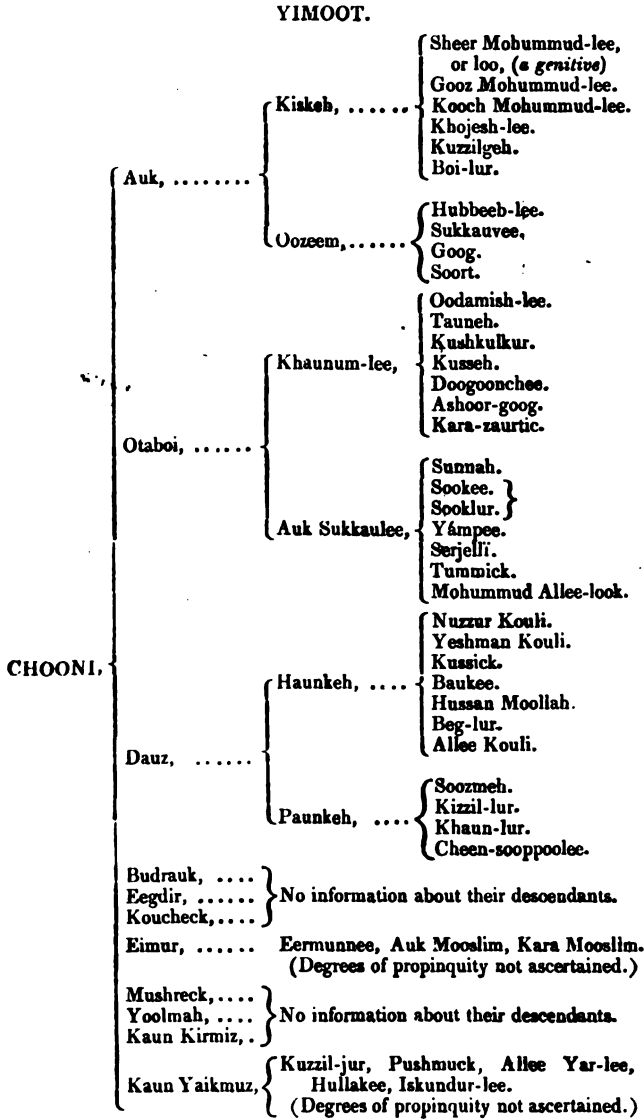 YIMOOT.
CHOONI,
Auk, ........
Kiskeh, ......
Sheer Mohummud-lee,
or loo, (a genitive)
Gooz Mohummud-lee.
Kooch Mohummud-lee.
Khojesh-lee.
Kuzzilgeh.
Boi-lur.
Oozeem, ......
Hubbeeb-lee.
Sukkauvee,
Goog.
Soort.
Otaboi, ......
Khaunum-lee,
Oodamish-lee.
Tauneh.
Kushkulkur.
Kusseh.
Doogoonchee.
Ashoor-goog.
Kara-zaurtic.
Auk Sukkaulee,
Sunnah.
Sookee.
Sooklur.
Yámpee.
Serjellï.
Tummick.
Mohummud Allee-look.
Dauz, ......
Haunkeh, ....
Nuzzur Kouli.
Yeshman Kouli.
Kussick.
Baukee.
Hussan Moollah.
Beg-lur.
Allee Kouli.
Paunkeh, ....
Soozmeh.
Kizzil-lur.
Khaun-lur.
Cheen-sooppoolee.
Budrauk, ....
Eegdir, ......
Koucheck, ....
No information about their descendants.
Eimur, ...... Eermunnee, Auk Mooslim, Kara Mooslim.
(Degrees of propinquity not ascertained.)
Mushreck, ....
Yoolmah, ....
Kaun Kirmiz, .
No information about their descendants.
Kaun Yaikmuz,
Kuzzil-jur, Pushmuck, Allee Yar-lee,
Hullakee, Iskundur-lee.
(Degrees of propinquity not ascertained.)